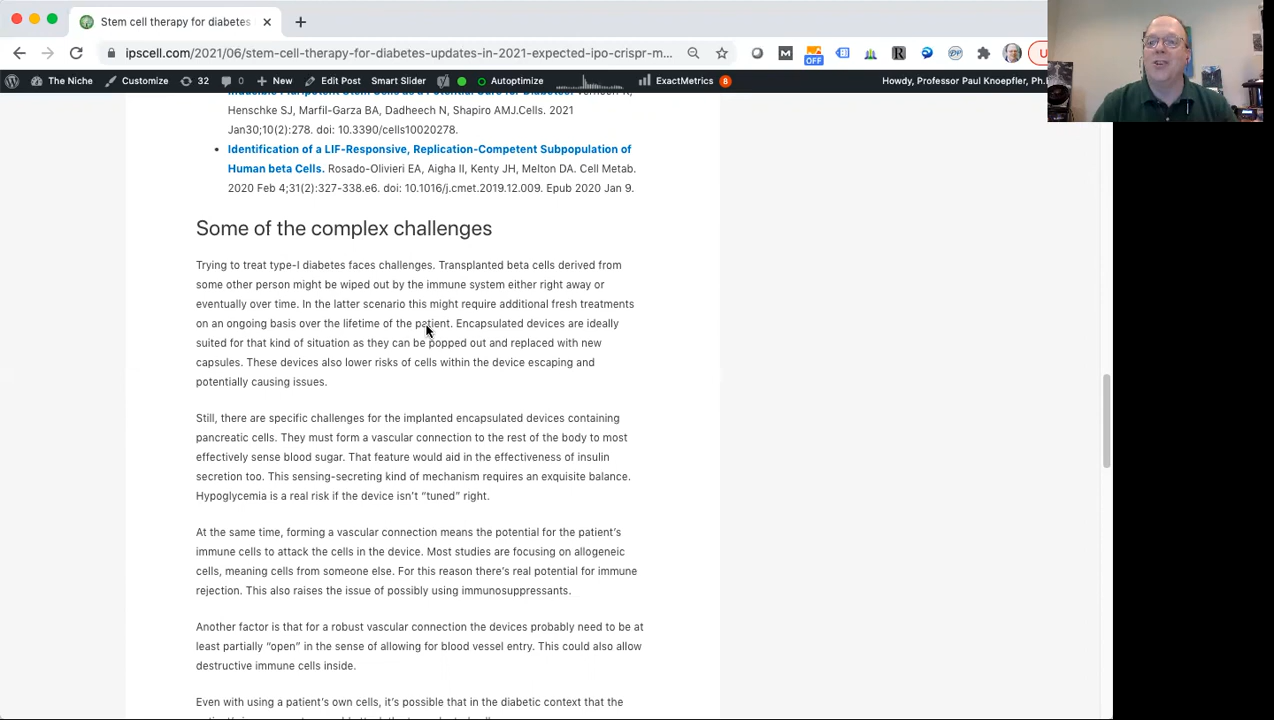 Stem cell therapy for diabetes
ipscell.com/2021/06/stem-cell-therapy-for-diabetes-updates-in-2021-expected-ipo-crispr-m...
OFF
The Niche
Customize
32
0
New
Edit Post
Smart Slider
Autoptimize
ExactMetrics
8
Howdy, Professor Paul Knoepfler, Ph.
Henschke SJ, Marfil-Garza BA, Dadheech N, Shapiro AMJ.Cells. 2021
Jan30;10(2):278. doi: 10.3390/cells10020278.
Identification of a LIF-Responsive, Replication-Competent Subpopulation of
Human beta Cells. Rosado-Olivieri EA, Aigha II, Kenty JH, Melton DA. Cell Metab.
2020 Feb 4;31(2):327-338.e6. doi: 10.1016/j.cmet.2019.12.009. Epub 2020 Jan 9.
Some of the complex challenges
Trying to treat type-I diabetes faces challenges. Transplanted beta cells derived from
some other person might be wiped out by the immune system either right away or
eventually over time. In the latter scenario this might require additional fresh treatments
on an ongoing basis over the lifetime of the patient. Encapsulated devices are ideally
suited for that kind of situation as they can be popped out and replaced with new
capsules. These devices also lower risks of cells within the device escaping and
potentially causing issues.
Still, there are specific challenges for the implanted encapsulated devices containing
pancreatic cells. They must form a vascular connection to the rest of the body to most
effectively sense blood sugar. That feature would aid in the effectiveness of insulin
secretion too. This sensing-secreting kind of mechanism requires an exquisite balance.
Hypoglycemia is a real risk if the device isn't “tuned” right.
At the same time, forming a vascular connection means the potential for the patient's
immune cells to attack the cells in the device. Most studies are focusing on allogeneic
cells, meaning cells from someone else. For this reason there's real potential for immune
rejection. This also raises the issue of possibly using immunosuppressants.
Another factor is that for a robust vascular connection the devices probably need to be at
least partially “open” in the sense of allowing for blood vessel entry. This could also allow
destructive immune cells inside.
Even with using a patient's own cells, it's possible that in the diabetic context that the